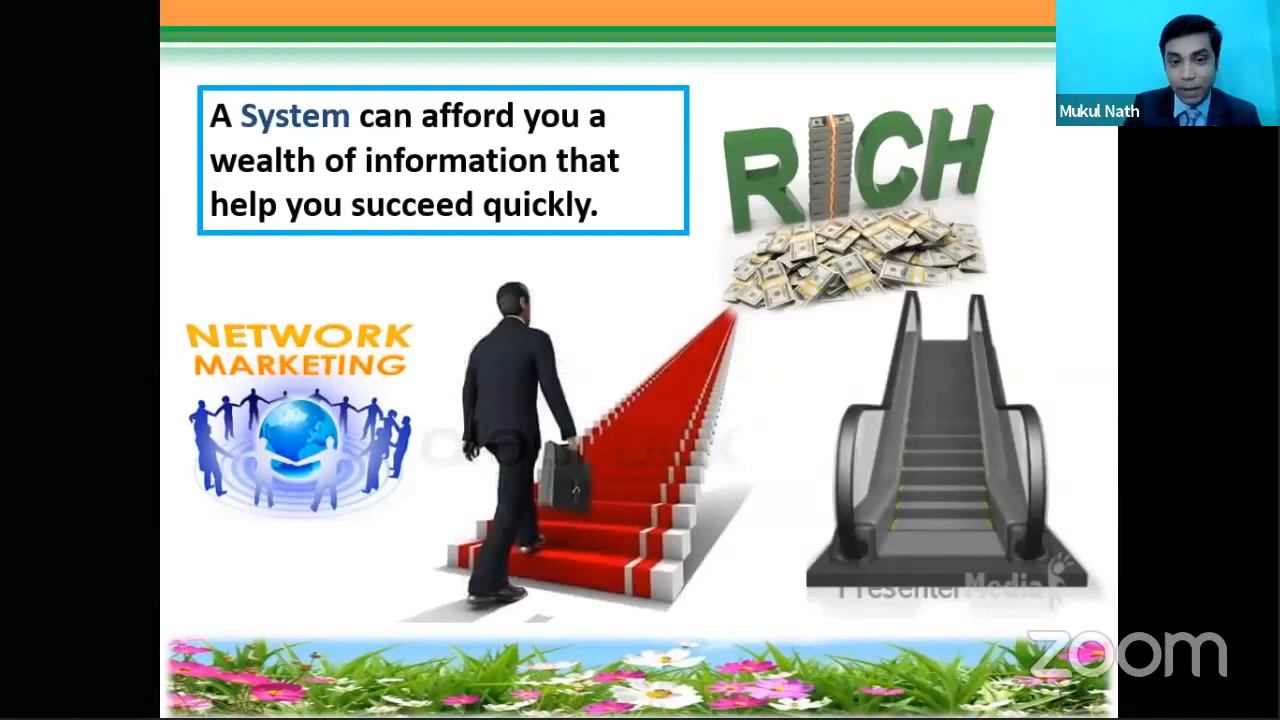 A System can afford you a
wealth of information that
help you succeed quickly.
RICH
Mukul Nath
NETWORK
MARKETING
PresenterMedia
zoom